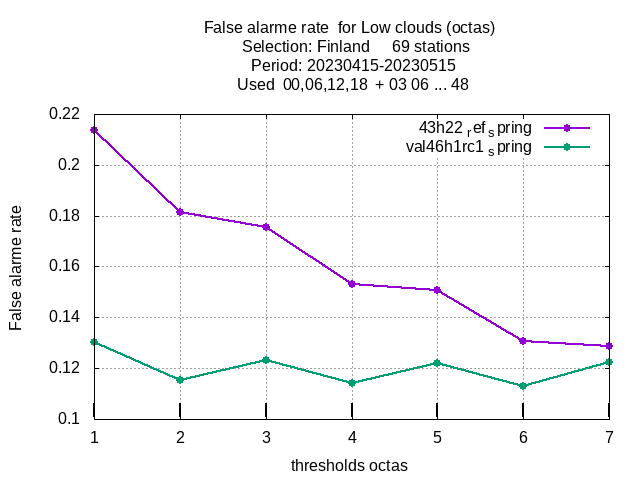 False alarme rate  for Low clouds (octas)
Selection: Finland     69 stations
Period: 20230415-20230515
Used  00,06,12,18  + 03 06 ... 48
43h22 ref spring
val46h1rc1 spring
0.22
0.2
0.18
0.16
0.14
0.12
0.1
False alarme rate
1 2 3 4 5 6 7
thresholds octas